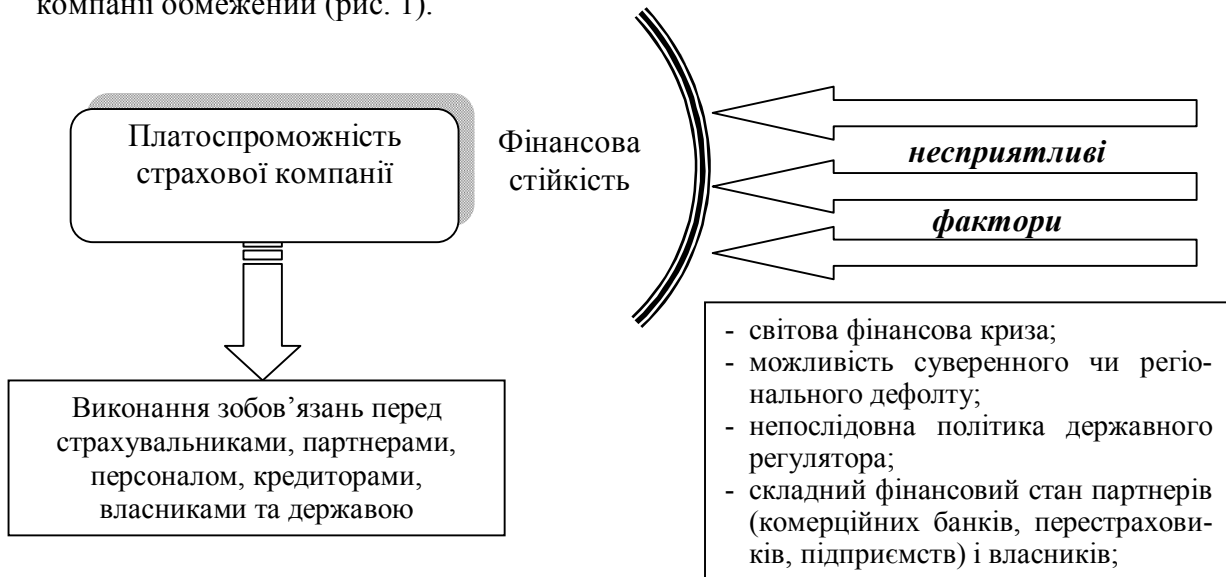 компанії обмежений (рис. 1).
Платоспроможність
страхової компанії
Фінансова
стійкість
несприятливі
фактори
Виконання зобов’язань перед
страхувальниками, партнерами,
персоналом, кредиторами,
власниками та державою
- світова фінансова криза;
- можливість суверенного чи регіо-
нального дефолту;
- непослідовна політика державного
регулятора;
- складний фінансовий стан партнерів
(комерційних банків, перестрахови-
ків, підприємств) і власників;